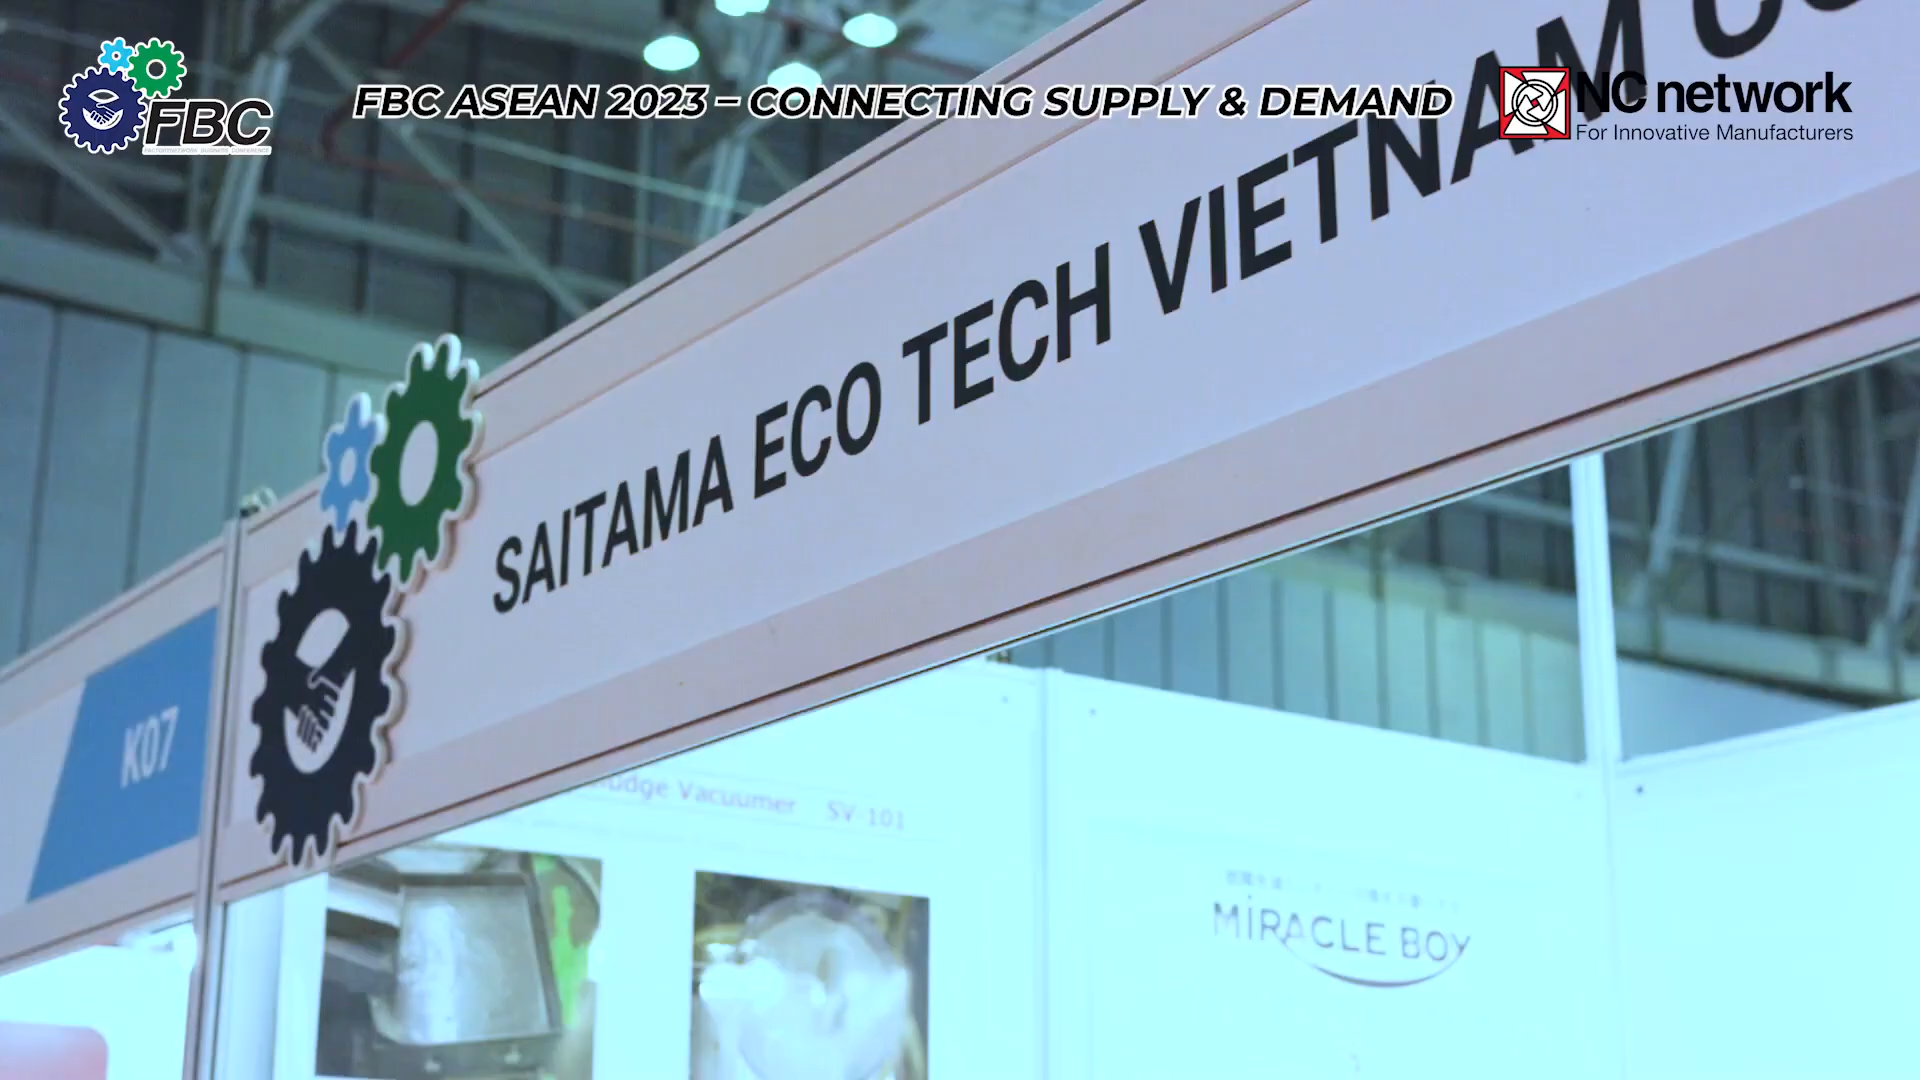 FBC
FBC ASEAN 2023 – CONNECTING SUPPLY & DEMAND
NC network
For Innovative Manufacturers
SAITAMA ECO TECH VIETNAM CO
K07
Sludge Vacuumer SV-101
MiRACLE BOY